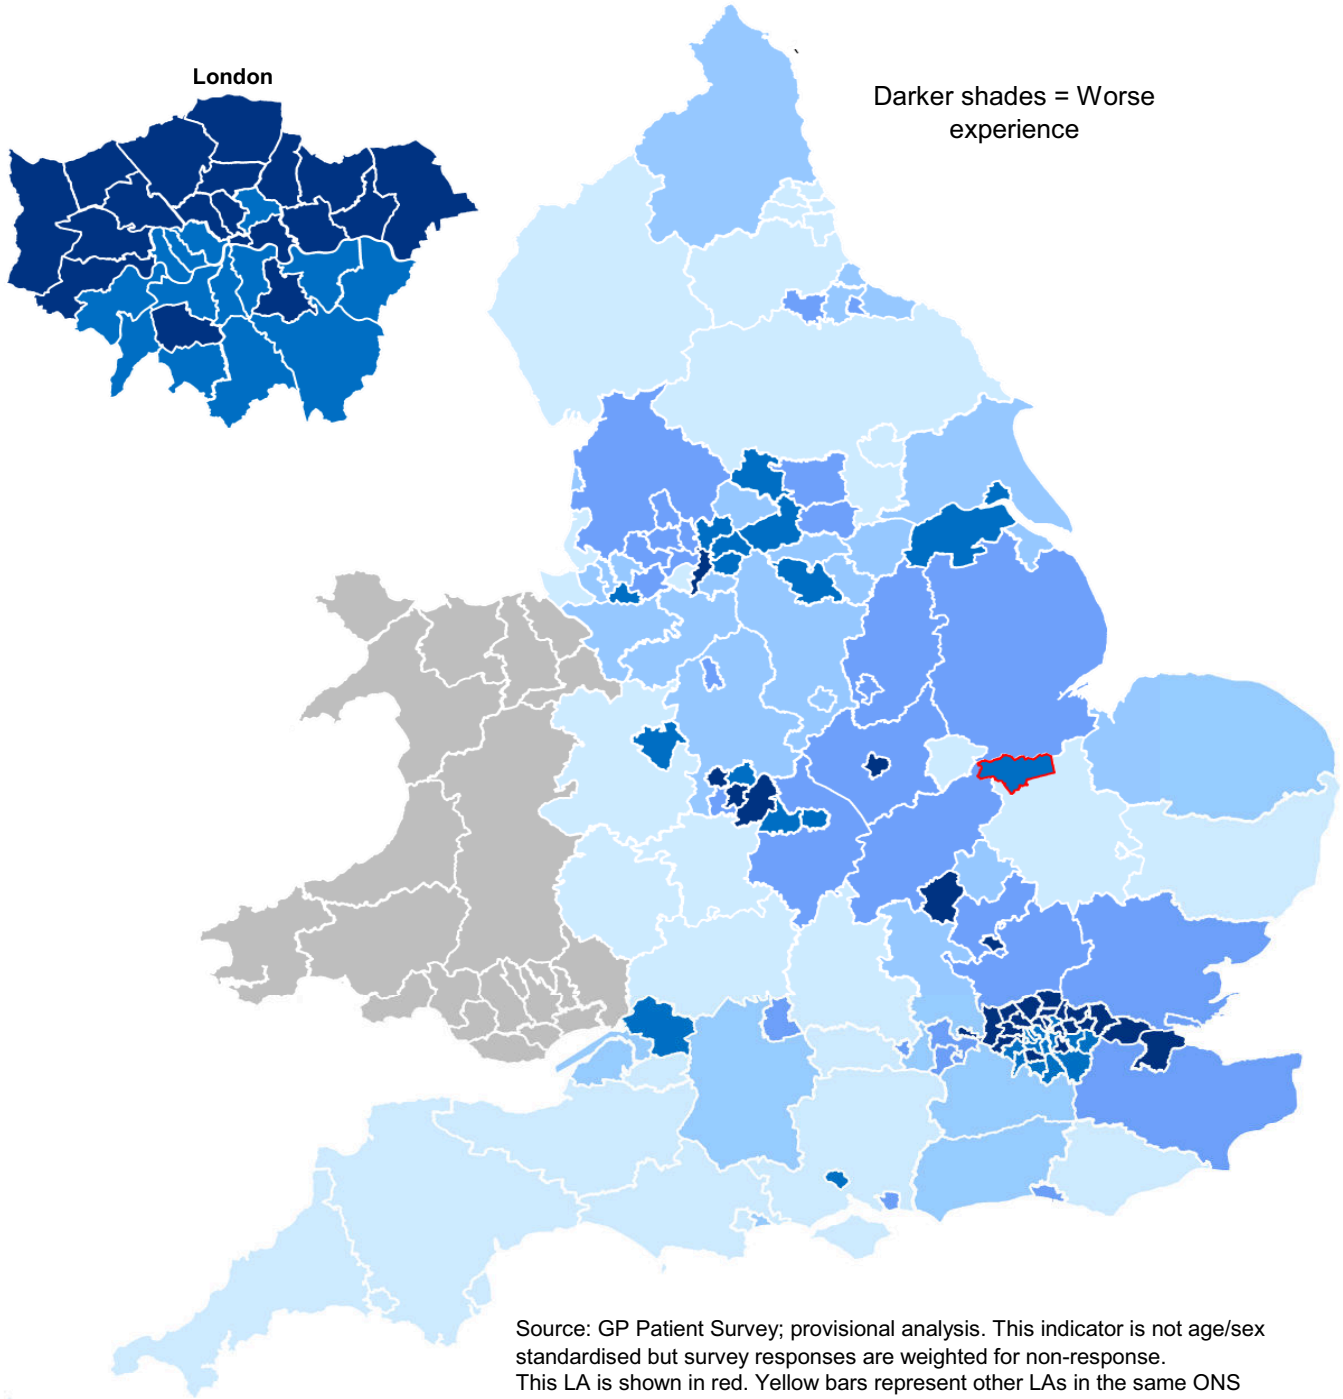 London
Darker shades = Worse
experience
Source: GP Patient Survey; provisional analysis. This indicator is not age/sex
standardised but survey responses are weighted for non-response.
This LA is shown in red. Yellow bars represent other LAs in the same ONS